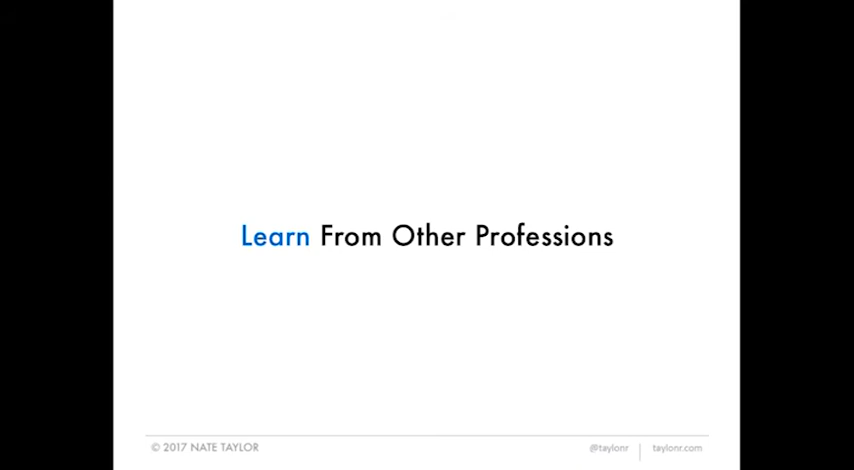 Learn From Other Professions
© 2017 NATE TAYLOR
@taylonr | taylonr.com